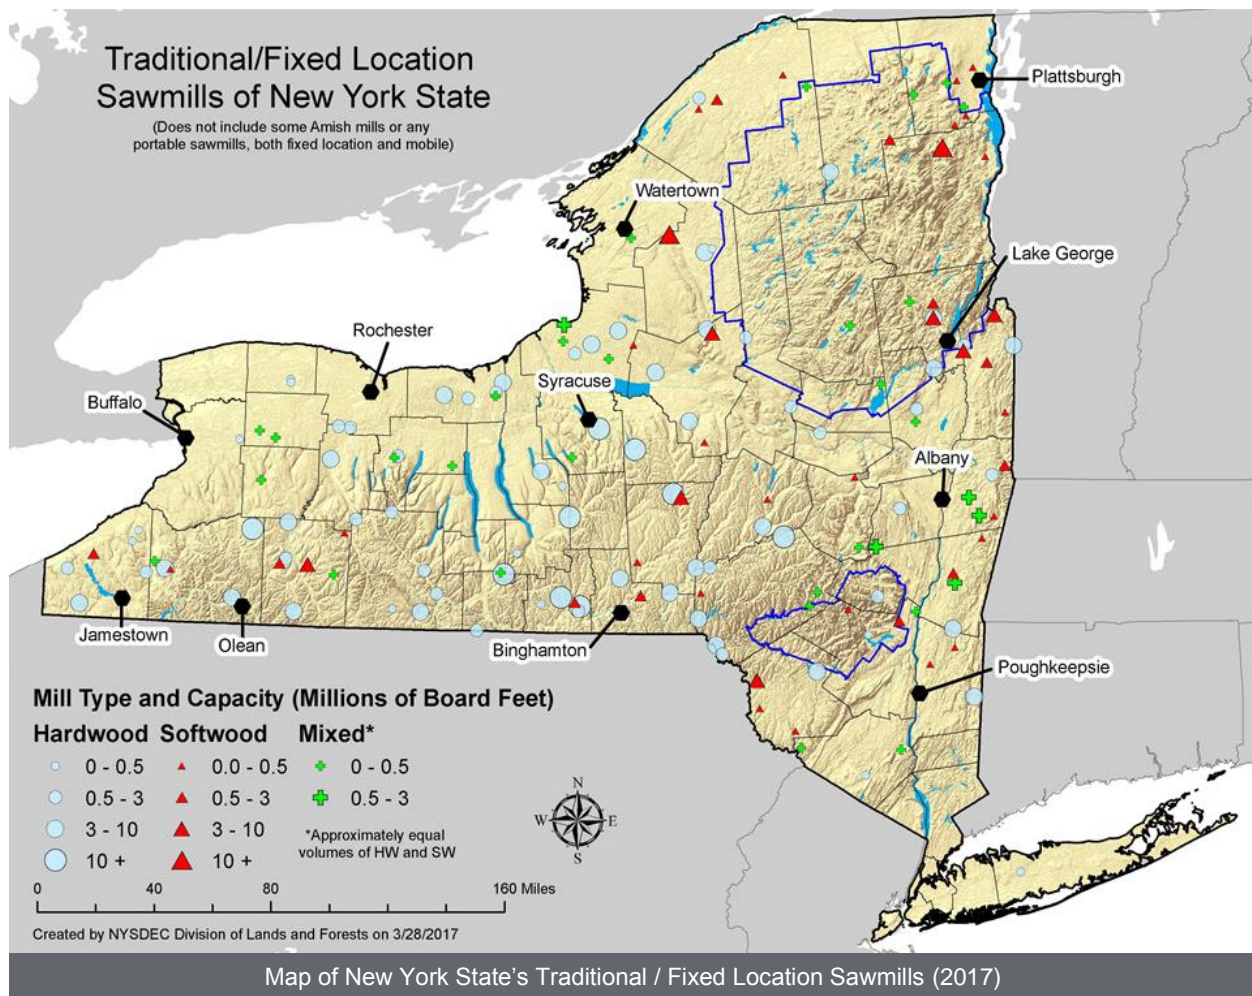 Traditional/Fixed Location
Sawmills of New York State
(Does not include some Amish mills or any
portable sawmills, both fixed location and mobile)
Plattsburgh
Watertown
Lake George
Rochester
Syracuse
Buffalo
Albany
Jamestown
Olean
Binghamton
Poughkeepsie
Mill Type and Capacity (Millions of Board Feet)
Hardwood Softwood Mixed*
0 - 0.5 0.0 - 0.5 0 - 0.5
0.5 - 3 0.5 - 3 0.5 - 3
3 - 10 3 - 10
10 + 10 +
*Approximately equal
volumes of HW and SW
N
W E
S
0 40 80 160 Miles
Created by NYSDEC Division of Lands and Forests on 3/28/2017
Map of New York State's Traditional / Fixed Location Sawmills (2017)